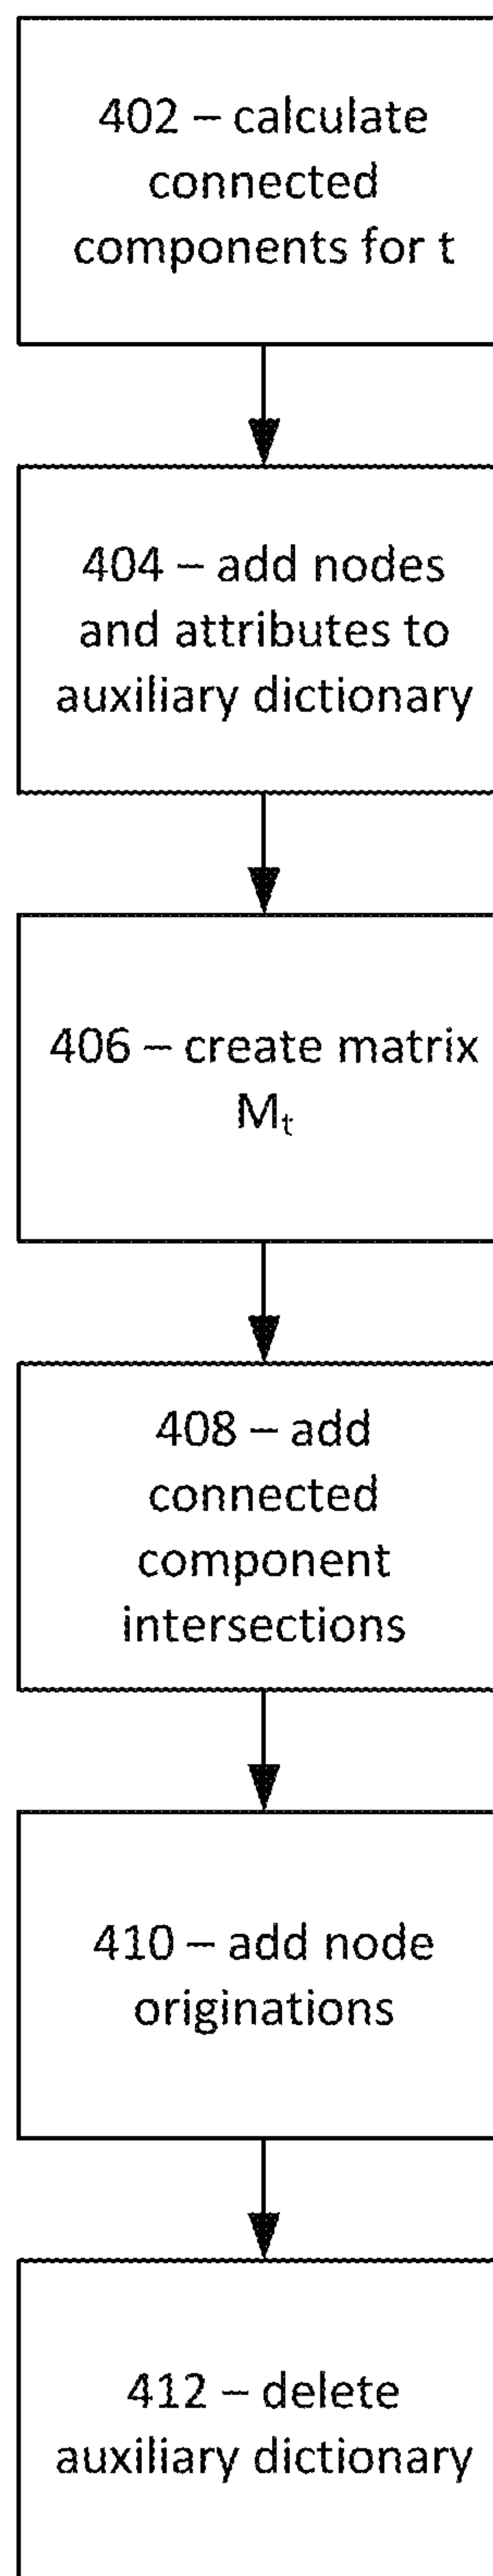 402 – calculate
connected
components for t
404 – add nodes
and attributes to
auxiliary dictionary
406 – create matrix
Mₜ
408 – add
connected
component
intersections
410 – add node
originations
412 – delete
auxiliary dictionary